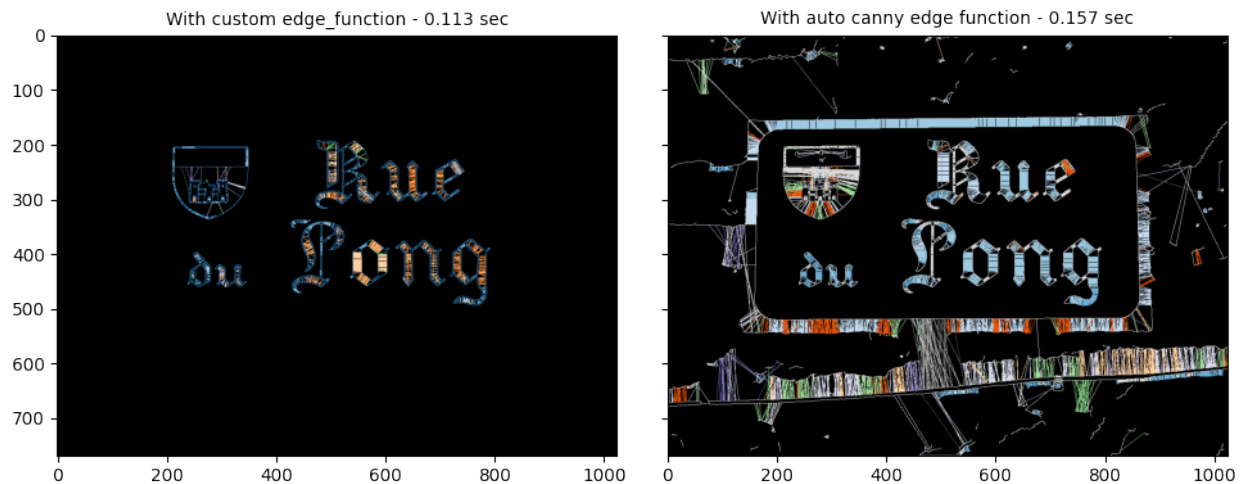 With custom edge_function - 0.113 sec
With auto canny edge function - 0.157 sec
0
100
200
300
400
500
600
700
Rue
du Pong
Rue
du Pong
0 200 400 600 800 1000
0 200 400 600 800 1000